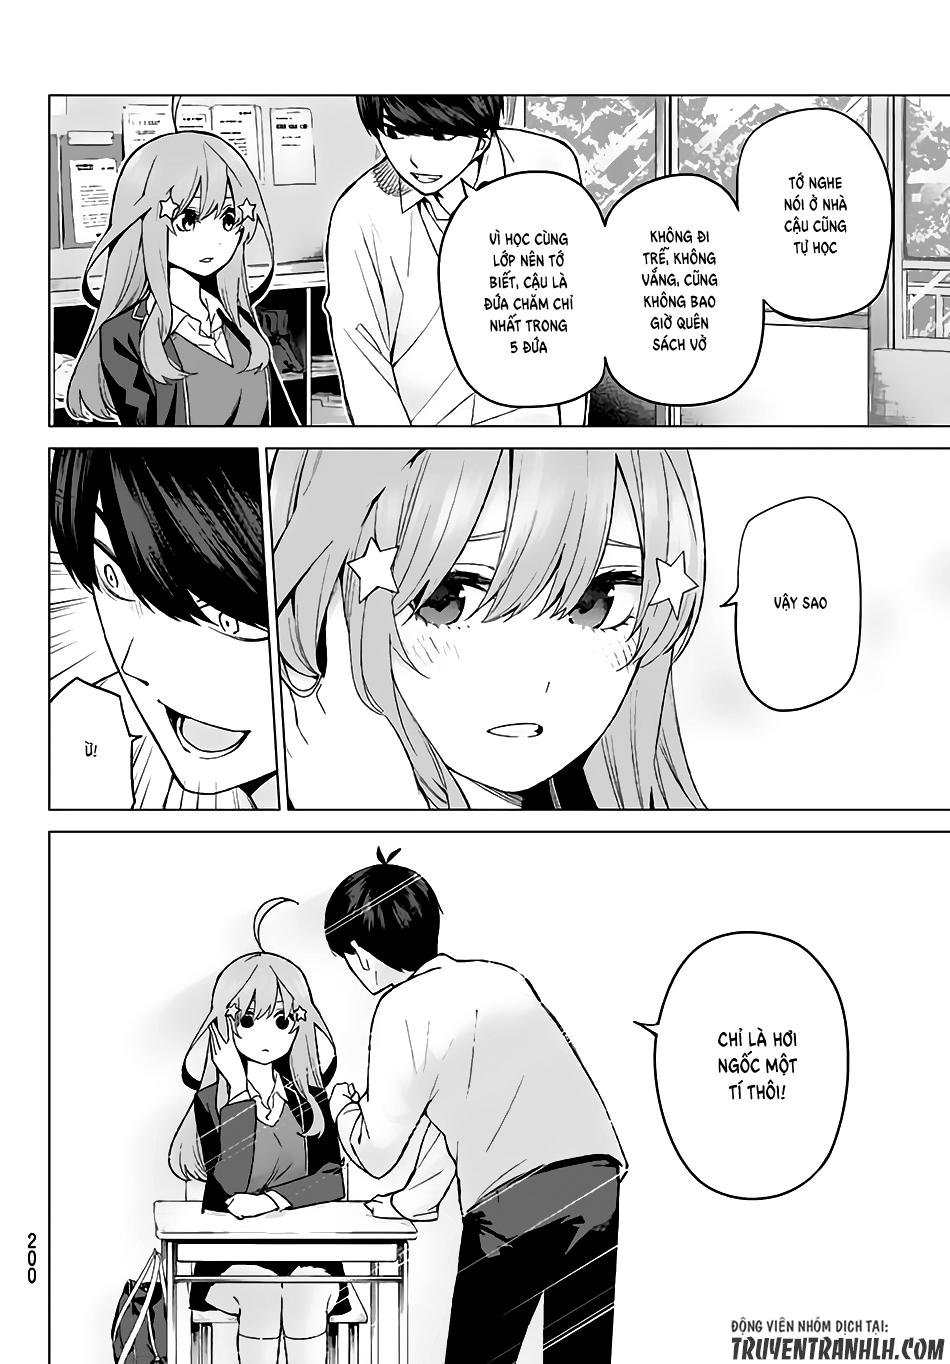 TỚ NGHE
NÓI Ở NHÀ
CẬU CŨNG
TỰ HỌC
KHÔNG ĐI
TRỄ, KHÔNG
VẮNG, CŨNG
KHÔNG BAO
GIỜ QUÊN
SÁCH VỞ
VÌ HỌC CÙNG
LỚP NÊN TỚ
BIẾT, CẬU LÀ
ĐỨA CHĂM CHỈ
NHẤT TRONG
5 ĐỨA
VẬY SAO
Ừ!
CHỈ LÀ HƠI
NGỐC MỘT
TÍ THÔI!
200
ĐỘNG VIÊN NHÓM DỊCH TẠI:
TRUYENTRANHLH.COM